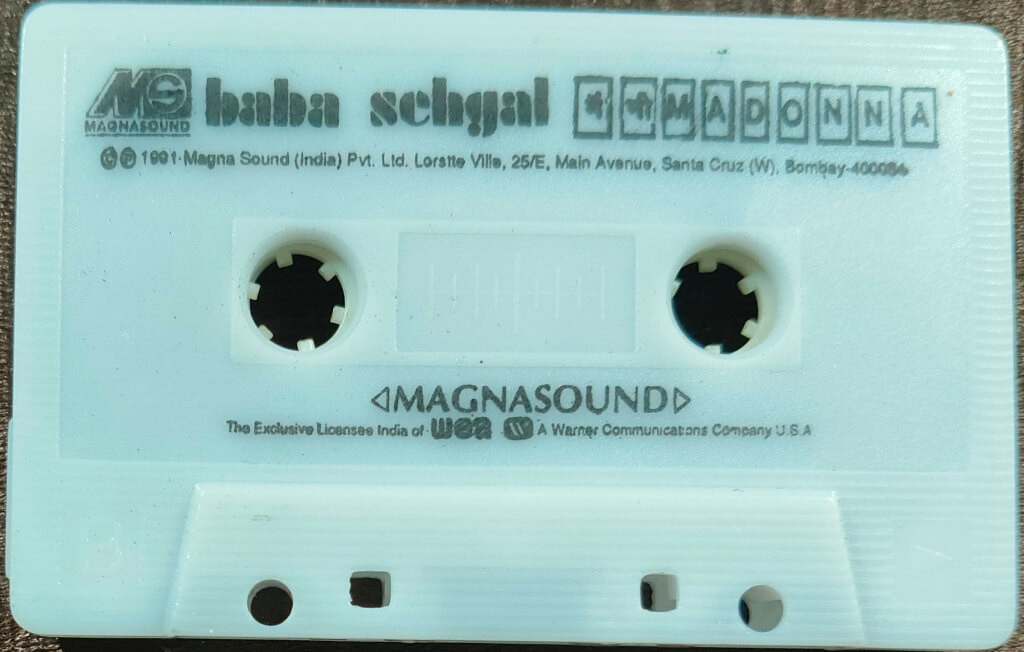 MS baba sehgal MADONNA
MAGNASOUND
© ℗ 1991 Magna Sound (India) Pvt. Ltd. Lorette Ville, 25/E, Main Avenue, Santa Cruz (W), Bombay-400054
MAGNASOUND
The Exclusive Licensee India of wea A Warner Communications Company U.S.A